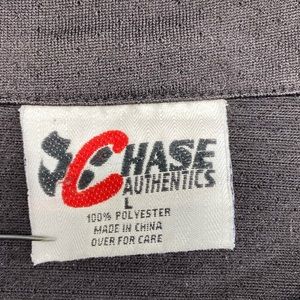 CHASE
AUTHENTICS
L
100% POLYESTER
MADE IN CHINA
OVER FOR CARE